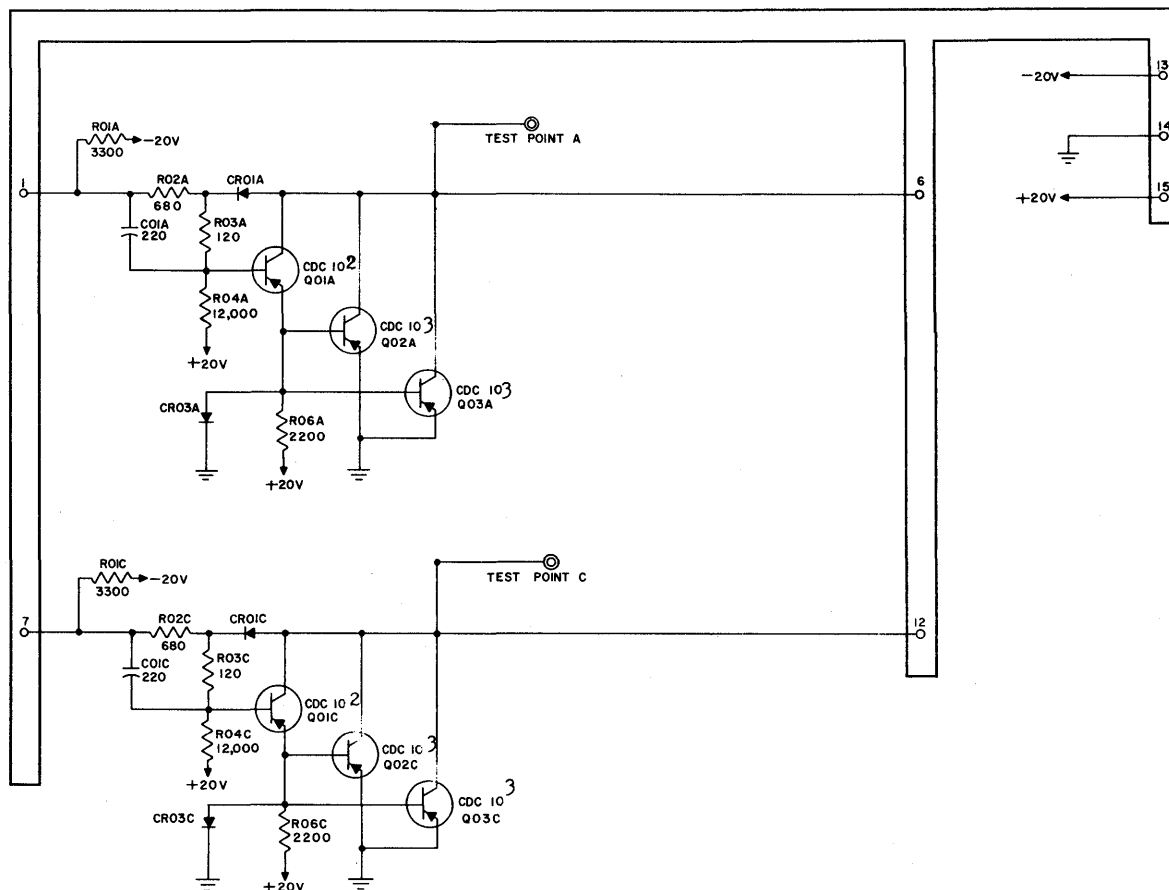 13
-20V
14
TEST POINT A
R01A
-20V
3300
15
+20V
1
R02A
CR01A
6
680
C01A
220
R03A
120
CDC 102
Q01A
R04A
12,000
CDC 103
Q02A
+20V
CDC 103
Q03A
CR03A
R06A
2200
+20V
R01C
-20V
3300
TEST POINT C
7
R02C
CR01C
12
680
C01C
220
R03C
120
CDC 102
Q01C
R04C
12,000
CDC 103
Q02C
+20V
CDC 103
Q03C
CR03C
R06C
2200
+20V